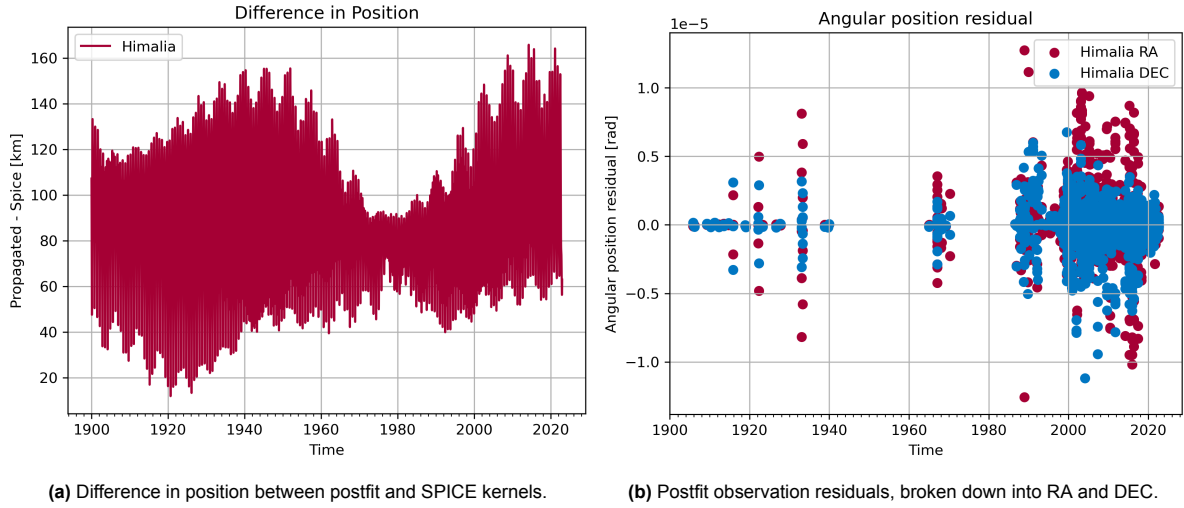 Difference in Position
Himalia
160
140
120
100
80
60
40
20
Propagated - Spice [km]
1900
1920
1940
1960
1980
2000
2020
Time
(a) Difference in position between postfit and SPICE kernels.
Angular position residual
1e−5
Himalia RA
Himalia DEC
1.0
0.5
0.0
−0.5
−1.0
Angular position residual [rad]
1900
1920
1940
1960
1980
2000
2020
Time
(b) Postfit observation residuals, broken down into RA and DEC.